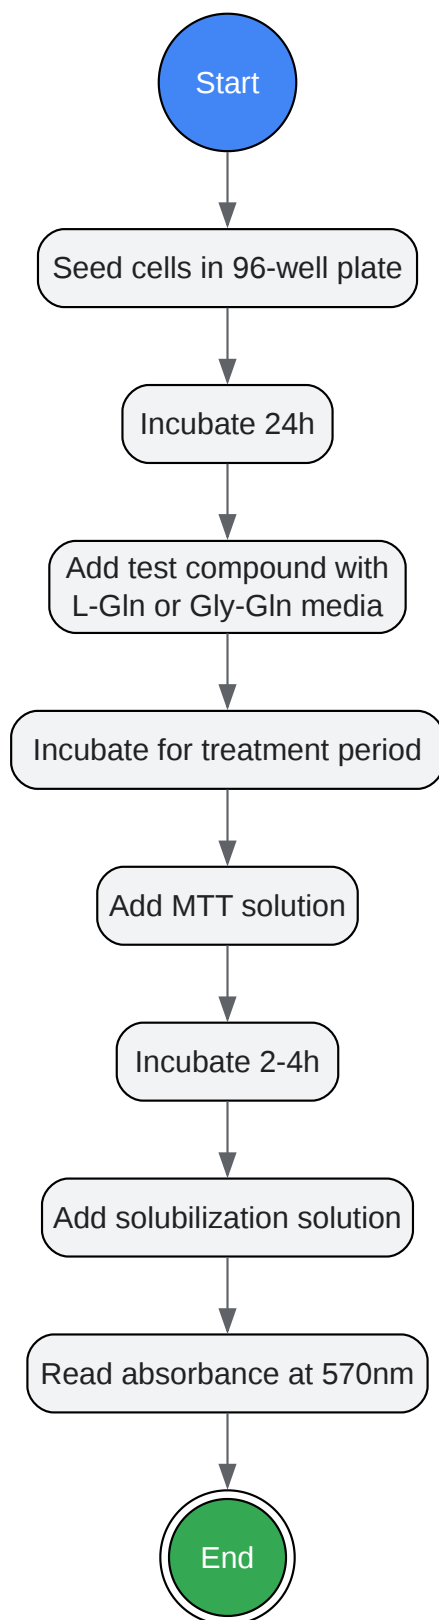 Start
Seed cells in 96-well plate
Incubate 24h
Add test compound with
L-Gln or Gly-Gln media
Incubate for treatment period
Add MTT solution
Incubate 2-4h
Add solubilization solution
Read absorbance at 570nm
End